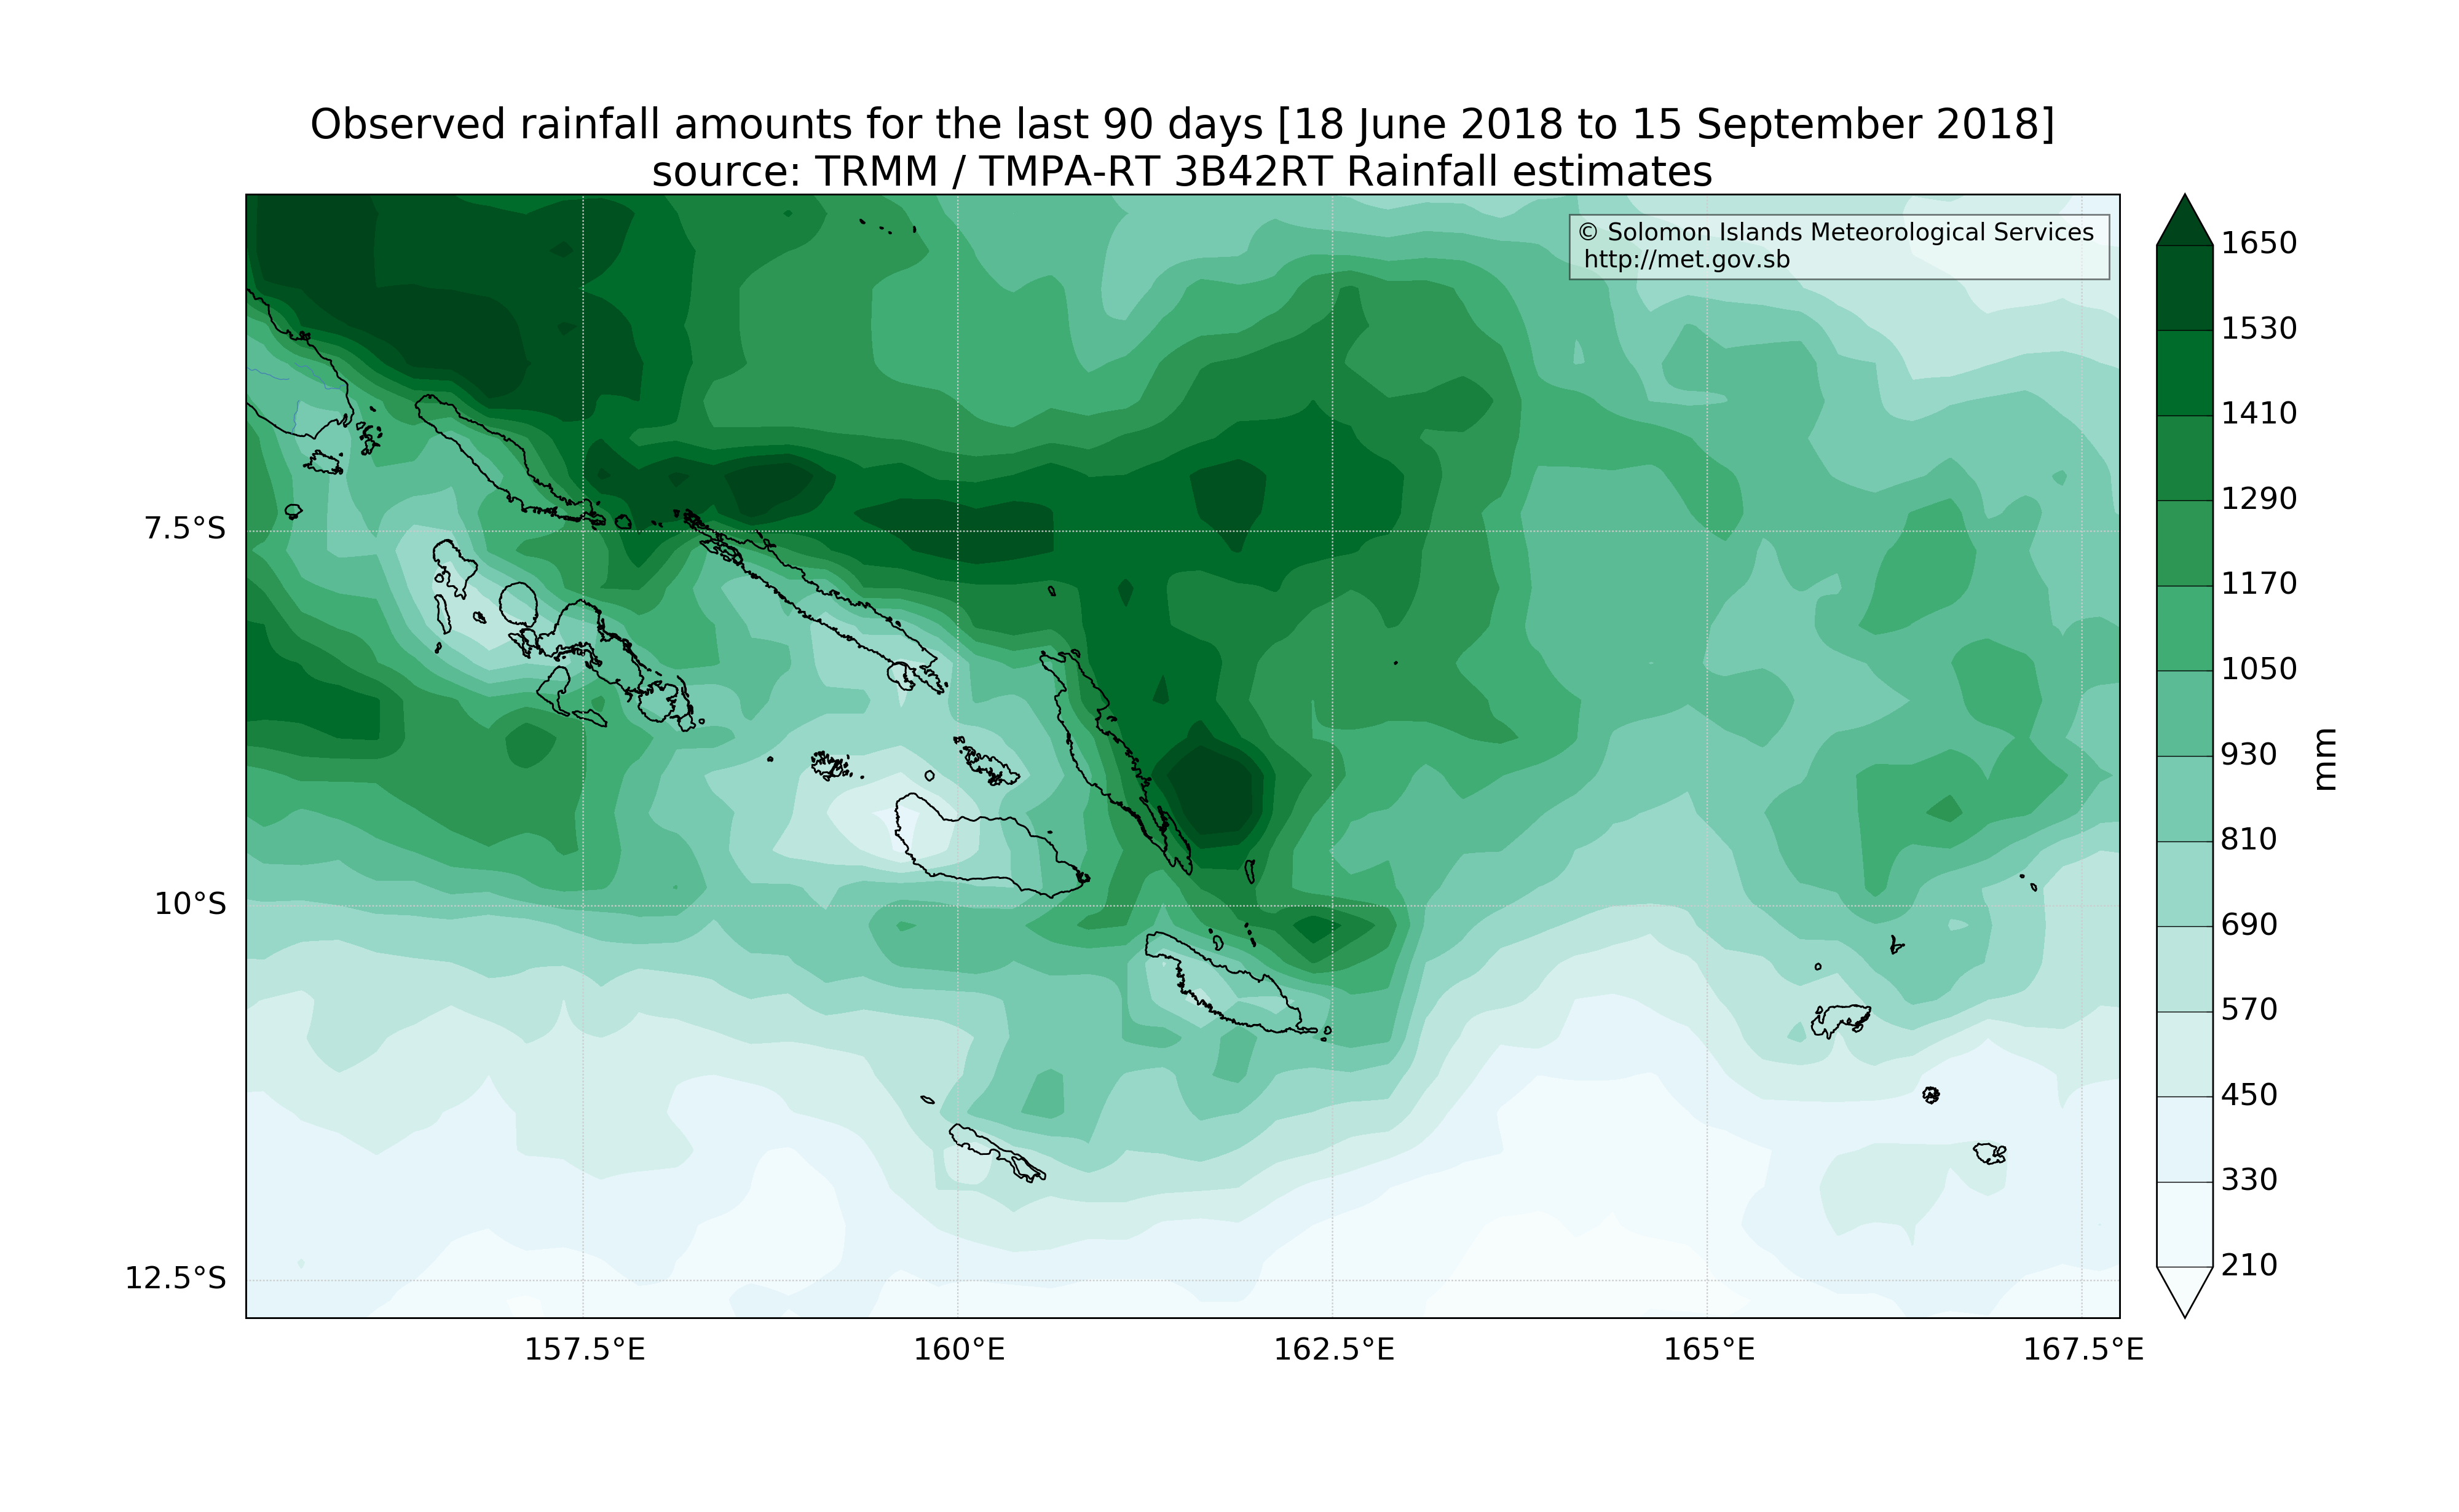 Observed rainfall amounts for the last 90 days [18 June 2018 to 15 September 2018]
source: TRMM / TMPA-RT 3B42RT Rainfall estimates
© Solomon Islands Meteorological Services
http://met.gov.sb
7.5°S
10°S
12.5°S
157.5°E
160°E
162.5°E
165°E
167.5°E
1650
1530
1410
1290
1170
1050
930
810
690
570
450
330
210
mm